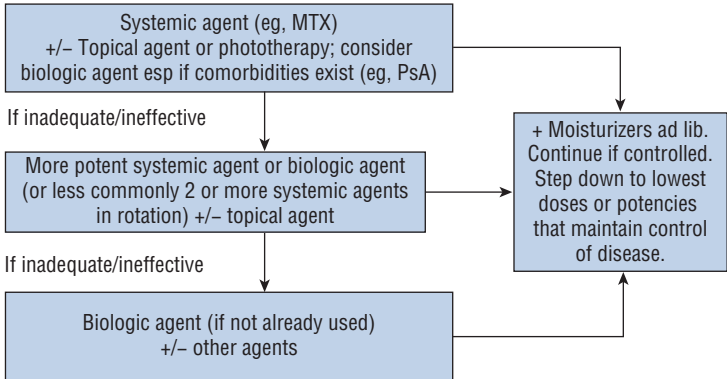 Systemic agent (eg, MTX)
+/− Topical agent or phototherapy; consider
biologic agent esp if comorbidities exist (eg, PsA)
If inadequate/ineffective
More potent systemic agent or biologic agent
(or less commonly 2 or more systemic agents
in rotation) +/− topical agent
If inadequate/ineffective
Biologic agent (if not already used)
+/− other agents
+ Moisturizers ad lib.
Continue if controlled.
Step down to lowest
doses or potencies
that maintain control
of disease.